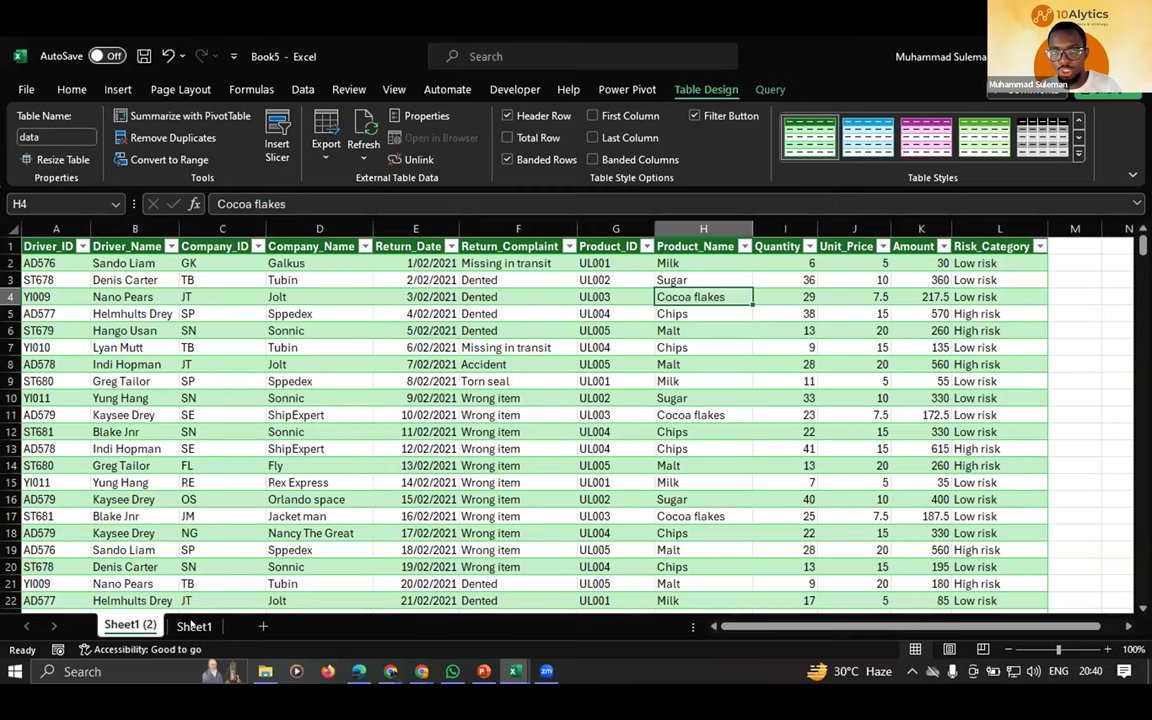 10Alytics
Muhammad Suleman
AutoSave Off Book5 - Excel Search Muhammad Sulema
File Home Insert Page Layout Formulas Data Review View Automate Developer Help Power Pivot Table Design Query
Table Name:
data
Resize Table
Properties
Summarize with PivotTable
Remove Duplicates
Convert to Range
Tools
Insert
Slicer
Export
Refresh
Properties
Open in Browser
Unlink
External Table Data
Header Row First Column Filter Button
Total Row Last Column
Banded Rows Banded Columns
Table Style Options
Table Styles
H4 fx Cocoa flakes
A B C D E F G H I J K L M N
1 Driver_ID Driver_Name Company_ID Company_Name Return_Date Return_Complaint Product_ID Product_Name Quantity Unit_Price Amount Risk_Category
2 AD576 Sando Liam GK Galkus 1/02/2021 Missing in transit UL001 Milk 6 5 30 Low risk
3 ST678 Denis Carter TB Tubin 2/02/2021 Dented UL002 Sugar 36 10 360 Low risk
4 YI009 Nano Pears JT Jolt 3/02/2021 Dented UL003 Cocoa flakes 29 7.5 217.5 Low risk
5 AD577 Helmhults Drey SP Sppedex 4/02/2021 Dented UL004 Chips 38 15 570 High risk
6 ST679 Hango Usan SN Sonnic 5/02/2021 Dented UL005 Malt 13 20 260 High risk
7 YI010 Lyan Mutt TB Tubin 6/02/2021 Missing in transit UL004 Chips 9 15 135 Low risk
8 AD578 Indi Hopman JT Jolt 7/02/2021 Accident UL005 Malt 28 20 560 High risk
9 ST680 Greg Tailor SP Sppedex 8/02/2021 Torn seal UL001 Milk 11 5 55 Low risk
10 YI011 Yung Hang SN Sonnic 9/02/2021 Wrong item UL002 Sugar 33 10 330 Low risk
11 AD579 Kaysee Drey SE ShipExpert 10/02/2021 Wrong item UL003 Cocoa flakes 23 7.5 172.5 Low risk
12 ST681 Blake Jnr SN Sonnic 11/02/2021 Wrong item UL004 Chips 22 15 330 Low risk
13 AD578 Indi Hopman SE ShipExpert 12/02/2021 Wrong item UL004 Chips 41 15 615 High risk
14 ST680 Greg Tailor FL Fly 13/02/2021 Wrong item UL005 Malt 13 20 260 High risk
15 YI011 Yung Hang RE Rex Express 14/02/2021 Wrong item UL001 Milk 7 5 35 Low risk
16 AD579 Kaysee Drey OS Orlando space 15/02/2021 Wrong item UL002 Sugar 40 10 400 Low risk
17 ST681 Blake Jnr JM Jacket man 16/02/2021 Wrong item UL003 Cocoa flakes 25 7.5 187.5 Low risk
18 AD579 Kaysee Drey NG Nancy The Great 17/02/2021 Wrong item UL004 Chips 22 15 330 Low risk
19 AD576 Sando Liam SP Sppedex 18/02/2021 Wrong item UL005 Malt 28 20 560 High risk
20 ST678 Denis Carter SN Sonnic 19/02/2021 Wrong item UL004 Chips 13 15 195 Low risk
21 YI009 Nano Pears TB Tubin 20/02/2021 Dented UL005 Malt 9 20 180 High risk
22 AD577 Helmhults Drey JT Jolt 21/02/2021 Dented UL001 Milk 17 5 85 Low risk
Sheet1 (2) Sheet1
Ready Accessibility: Good to go 100%
Search 30°C Haze ENG 20:40